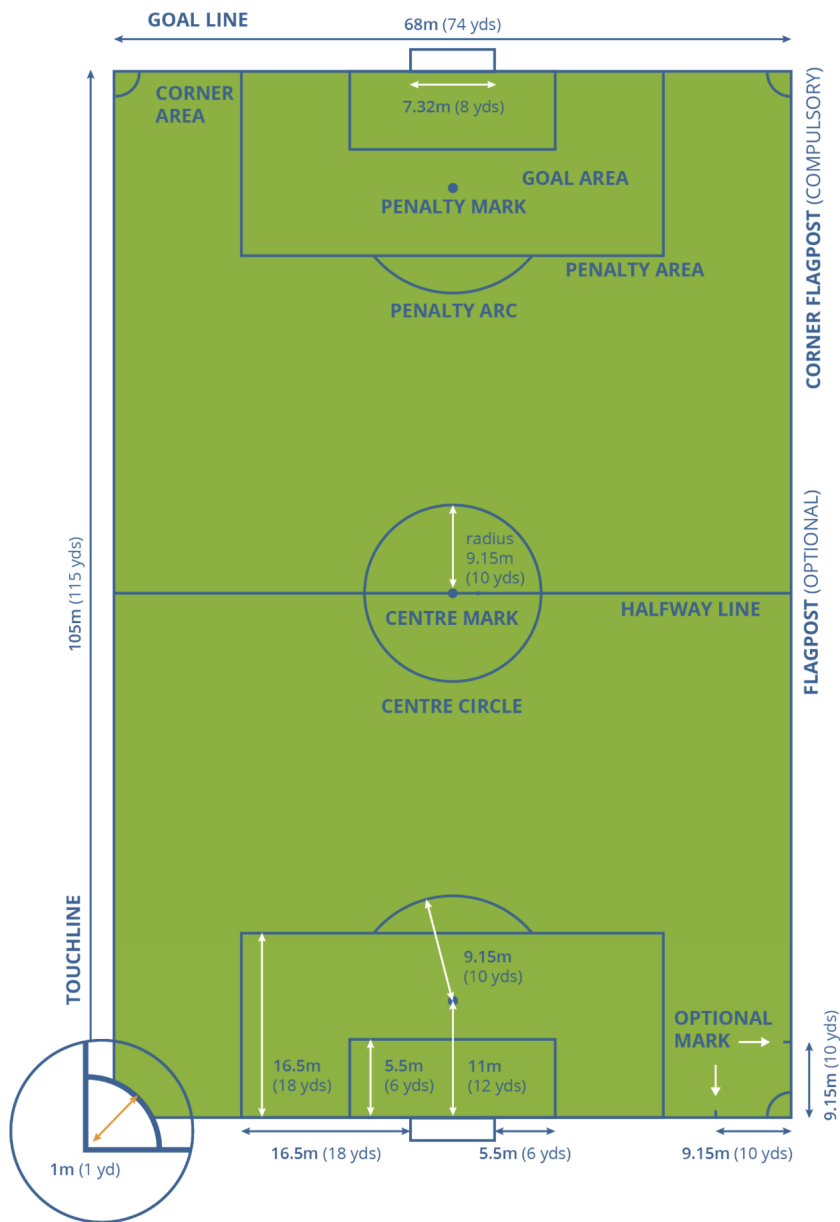 GOAL LINE
68m (74 yds)
CORNER
AREA
7.32m (8 yds)
GOAL AREA
PENALTY MARK
PENALTY AREA
PENALTY ARC
CORNER FLAGPOST (COMPULSORY)
105m (115 yds)
radius
9.15m
(10 yds)
CENTRE MARK
HALFWAY LINE
FLAGPOST (OPTIONAL)
CENTRE CIRCLE
TOUCHLINE
9.15m
(10 yds)
OPTIONAL
MARK
16.5m
(18 yds)
5.5m
(6 yds)
11m
(12 yds)
9.15m (10 yds)
16.5m (18 yds)
5.5m (6 yds)
9.15m (10 yds)
1m (1 yd)